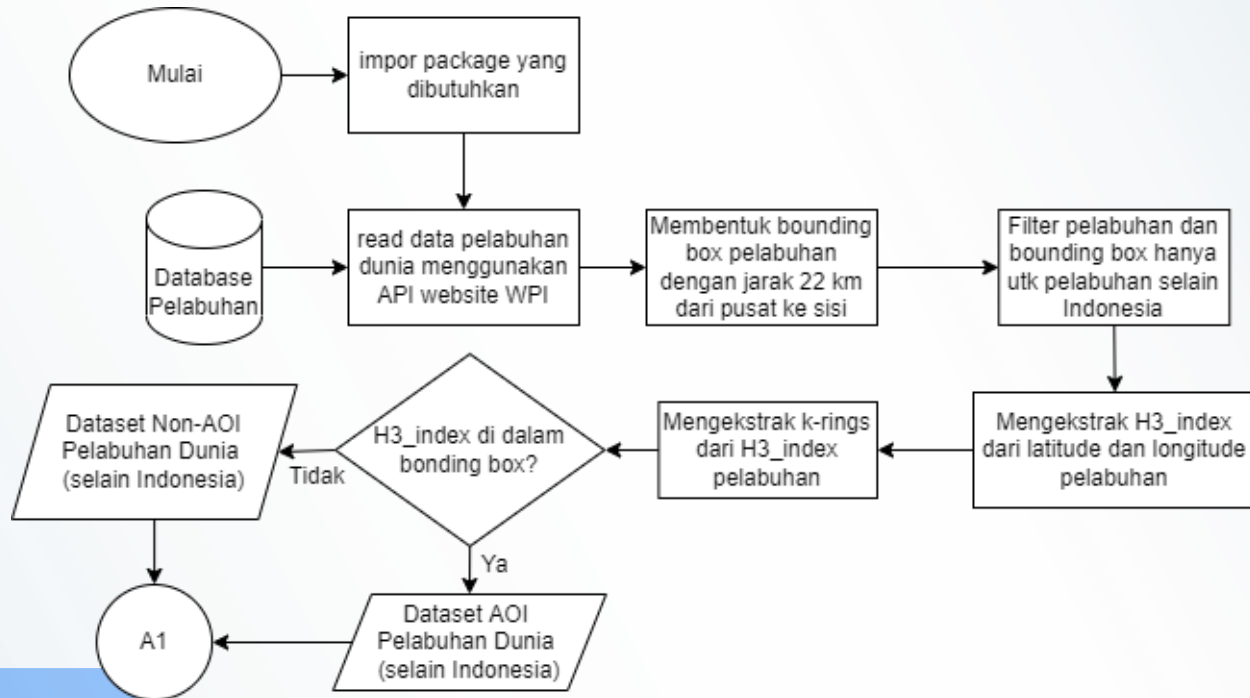 Mulai
impor package yang
dibutuhkan
Database
Pelabuhan
read data pelabuhan
dunia menggunakan
API website WPI
Membentuk bounding
box pelabuhan
dengan jarak 22 km
dari pusat ke sisi
Filter pelabuhan dan
bounding box hanya
utk pelabuhan selain
Indonesia
Mengekstrak H3_index
dari latitude dan longitude
pelabuhan
Mengekstrak k-rings
dari H3_index
pelabuhan
H3_index di dalam
bonding box?
Tidak
Dataset Non-AOI
Pelabuhan Dunia
(selain Indonesia)
Ya
Dataset AOI
Pelabuhan Dunia
(selain Indonesia)
A1